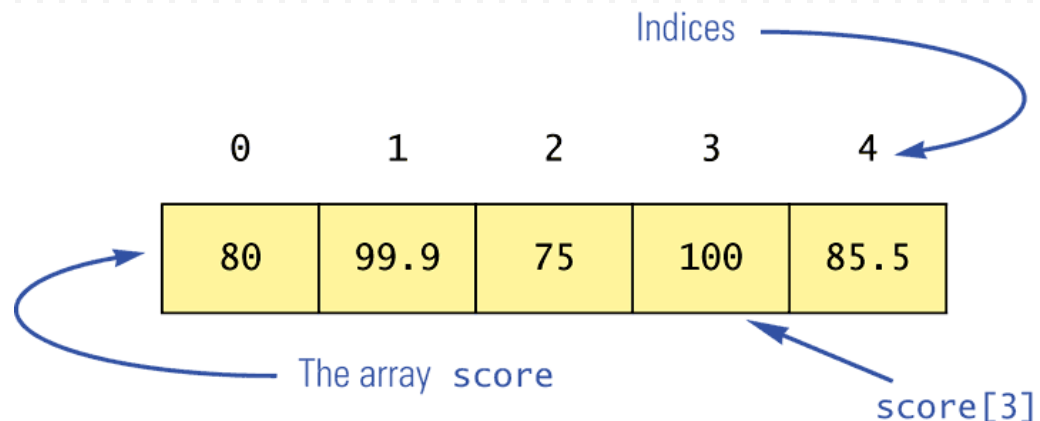 Indices
0 1 2 3 4
80 99.9 75 100 85.5
The array score
score[3]